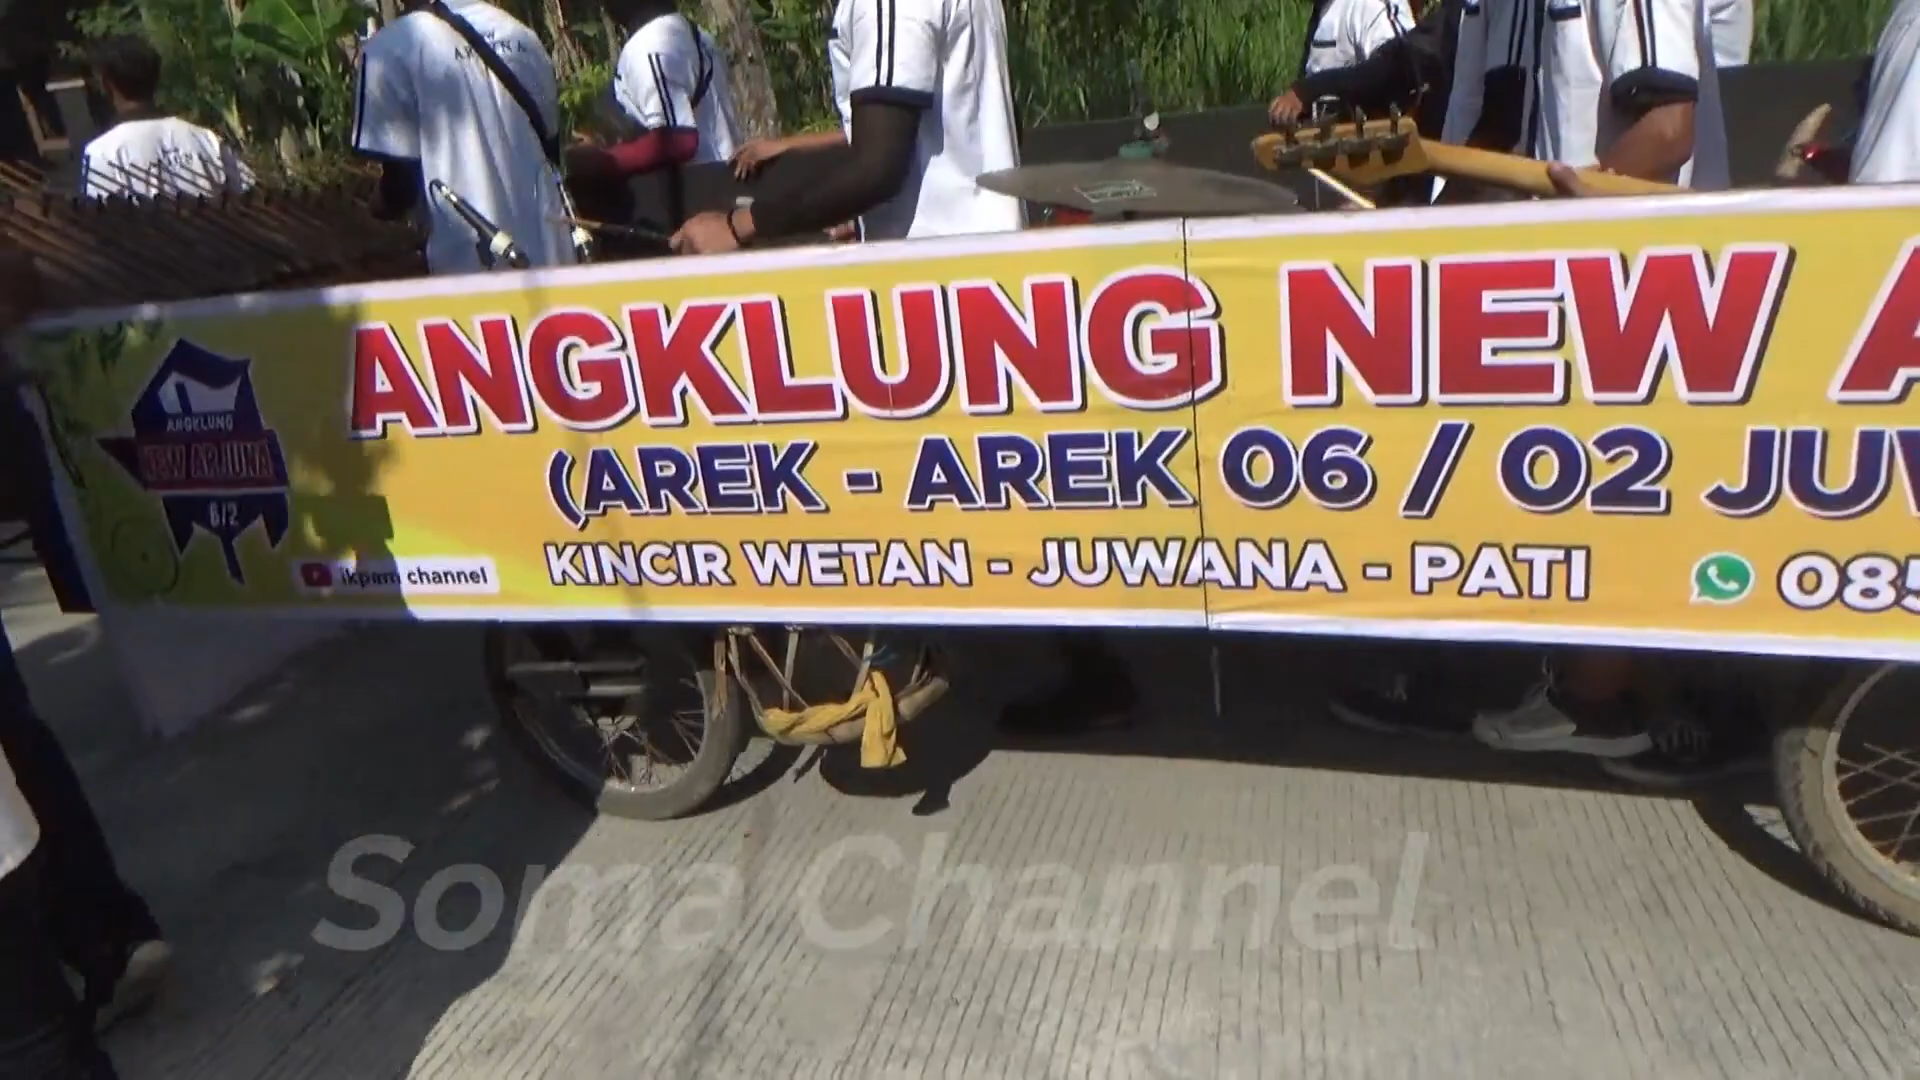 ANGKLUNG NEW A
(AREK - AREK 06 / 02 JUW
KINCIR WETAN - JUWANA - PATI 085
ikpam channel
ANGKLUNG
NEW ARJUNA
6/2
Soma Channel